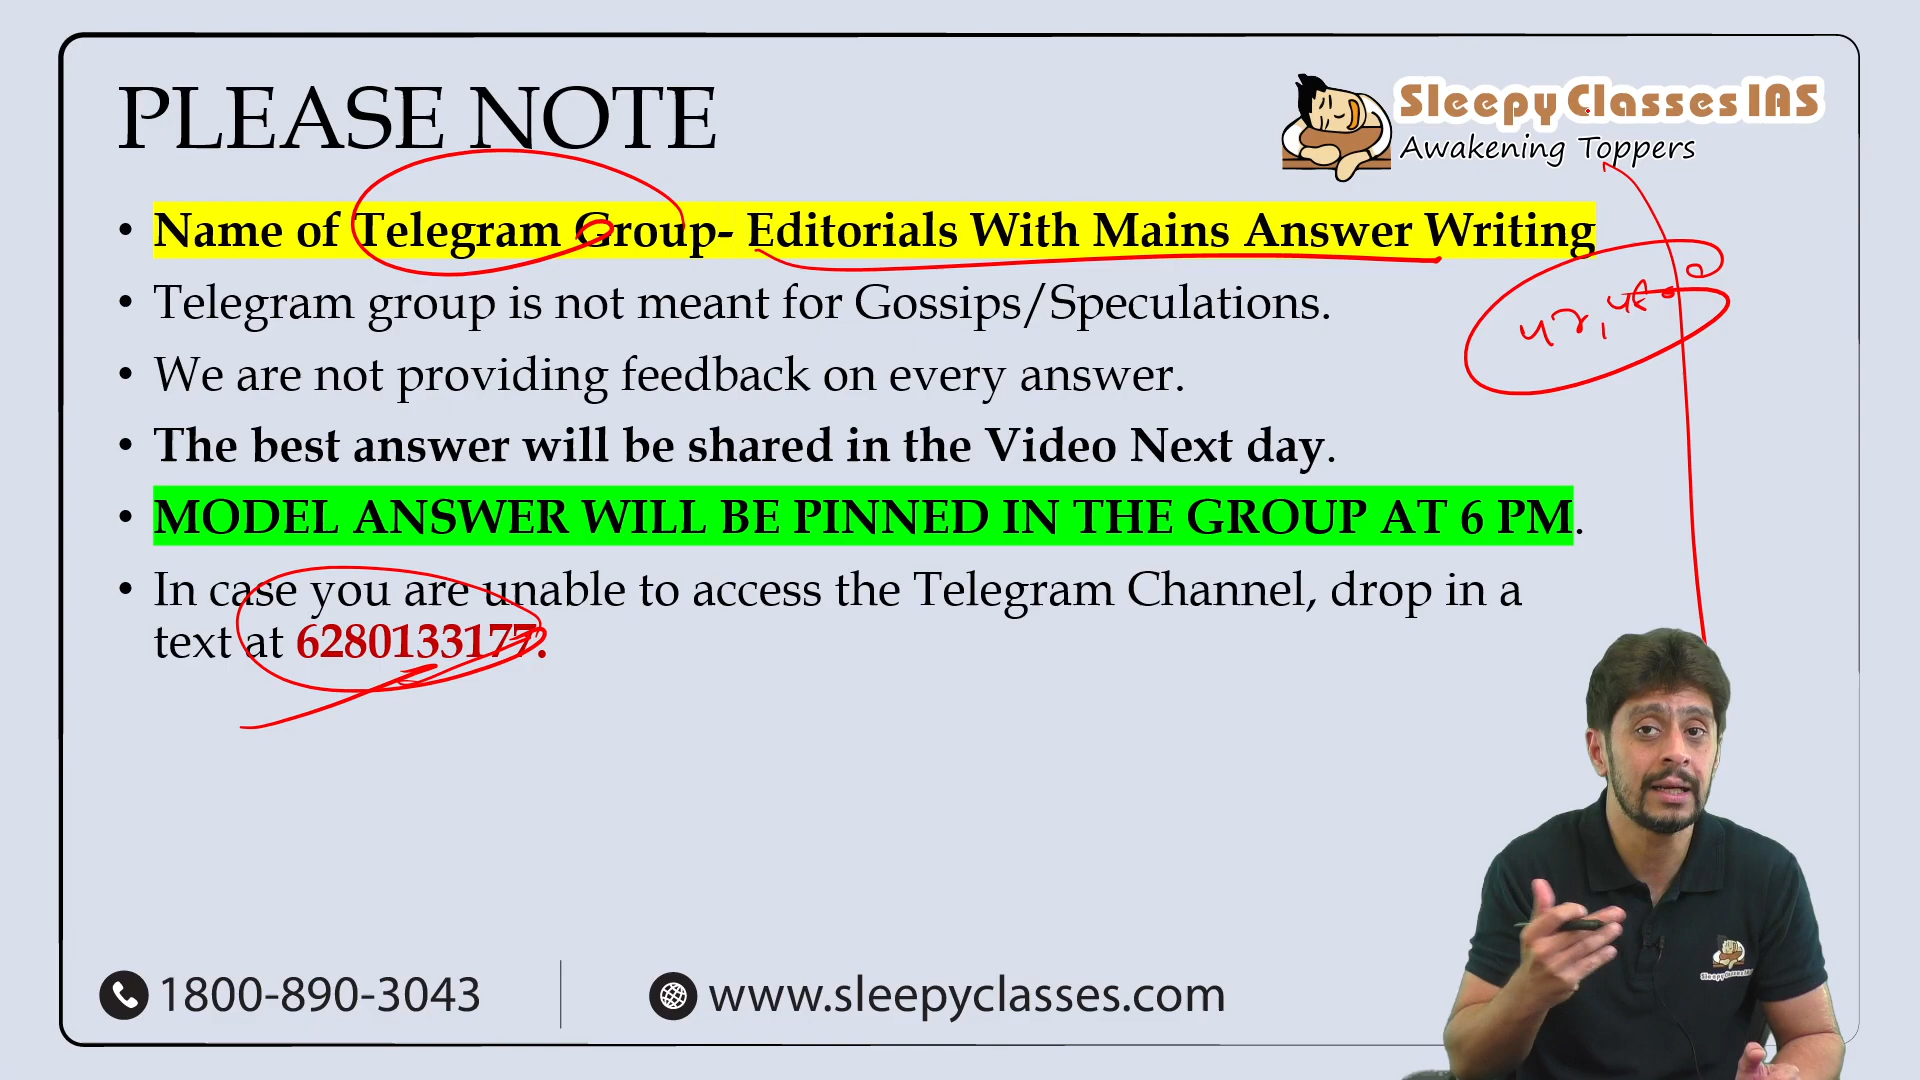 PLEASE NOTE
Sleepy Classes IAS
Awakening Toppers
• Name of Telegram Group- Editorials With Mains Answer Writing
• Telegram group is not meant for Gossips/Speculations.
• We are not providing feedback on every answer.
• The best answer will be shared in the Video Next day.
• MODEL ANSWER WILL BE PINNED IN THE GROUP AT 6 PM.
• In case you are unable to access the Telegram Channel, drop in a
text at 6280133177.
1800-890-3043
www.sleepyclasses.com
Sleepy Classes IAS